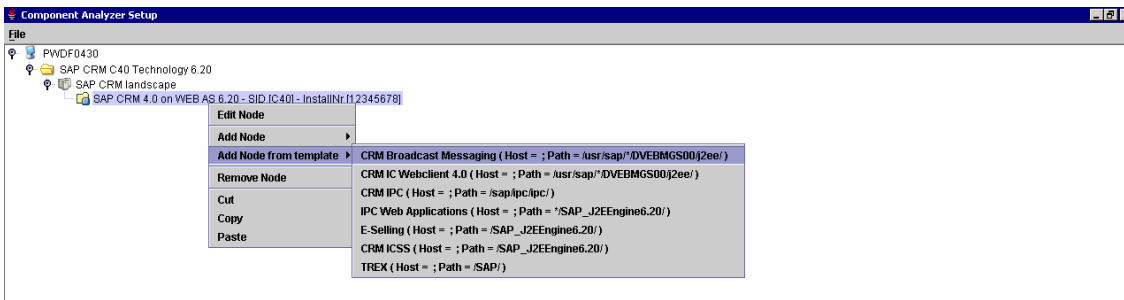 Component Analyzer Setup
File
PWDF0430
SAP CRM C40 Technology 6.20
SAP CRM landscape
SAP CRM 4.0 on WEB AS 6.20 - SID [C40] - InstallNr [12345678]
Edit Node
Add Node
Add Node from template
Remove Node
Cut
Copy
Paste
CRM Broadcast Messaging ( Host = ; Path = /usr/sap/*/DVEBMGS00/j2ee/ )
CRM IC Webclient 4.0 ( Host = ; Path = /usr/sap/*/DVEBMGS00/j2ee/ )
CRM IPC ( Host = ; Path = /sap/ipc/ipc/ )
IPC Web Applications ( Host = ; Path = */SAP_J2EEngine6.20/ )
E-Selling ( Host = ; Path = /SAP_J2EEngine6.20/ )
CRM ICSS ( Host = ; Path = /SAP_J2EEngine6.20/ )
TREX ( Host = ; Path = /SAP/ )